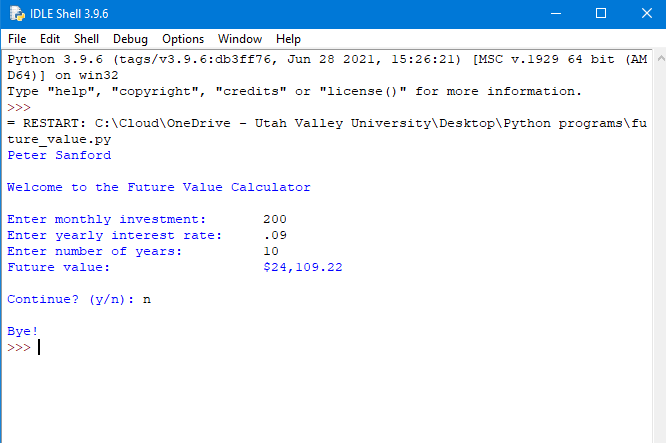 IDLE Shell 3.9.6
File Edit Shell Debug Options Window Help
Python 3.9.6 (tags/v3.9.6:db3ff76, Jun 28 2021, 15:26:21) [MSC v.1929 64 bit (AM
D64)] on win32
Type "help", "copyright", "credits" or "license()" for more information.
>>>
= RESTART: C:\Cloud\OneDrive - Utah Valley University\Desktop\Python programs\fu
ture_value.py
Peter Sanford
Welcome to the Future Value Calculator
Enter monthly investment: 200
Enter yearly interest rate: .09
Enter number of years: 10
Future value: $24,109.22
Continue? (y/n): n
Bye!
>>>